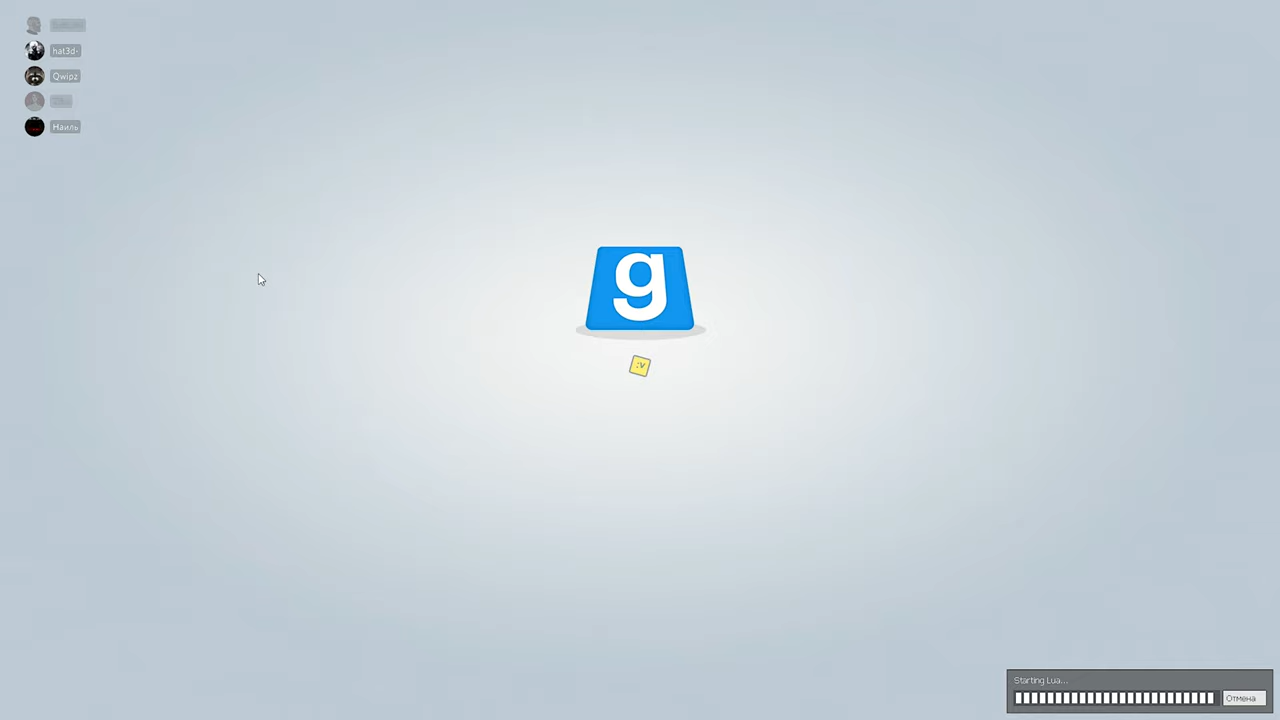 hat3d-
Qwipz
Наиль
g
:v
Starting Lua...
Отмена